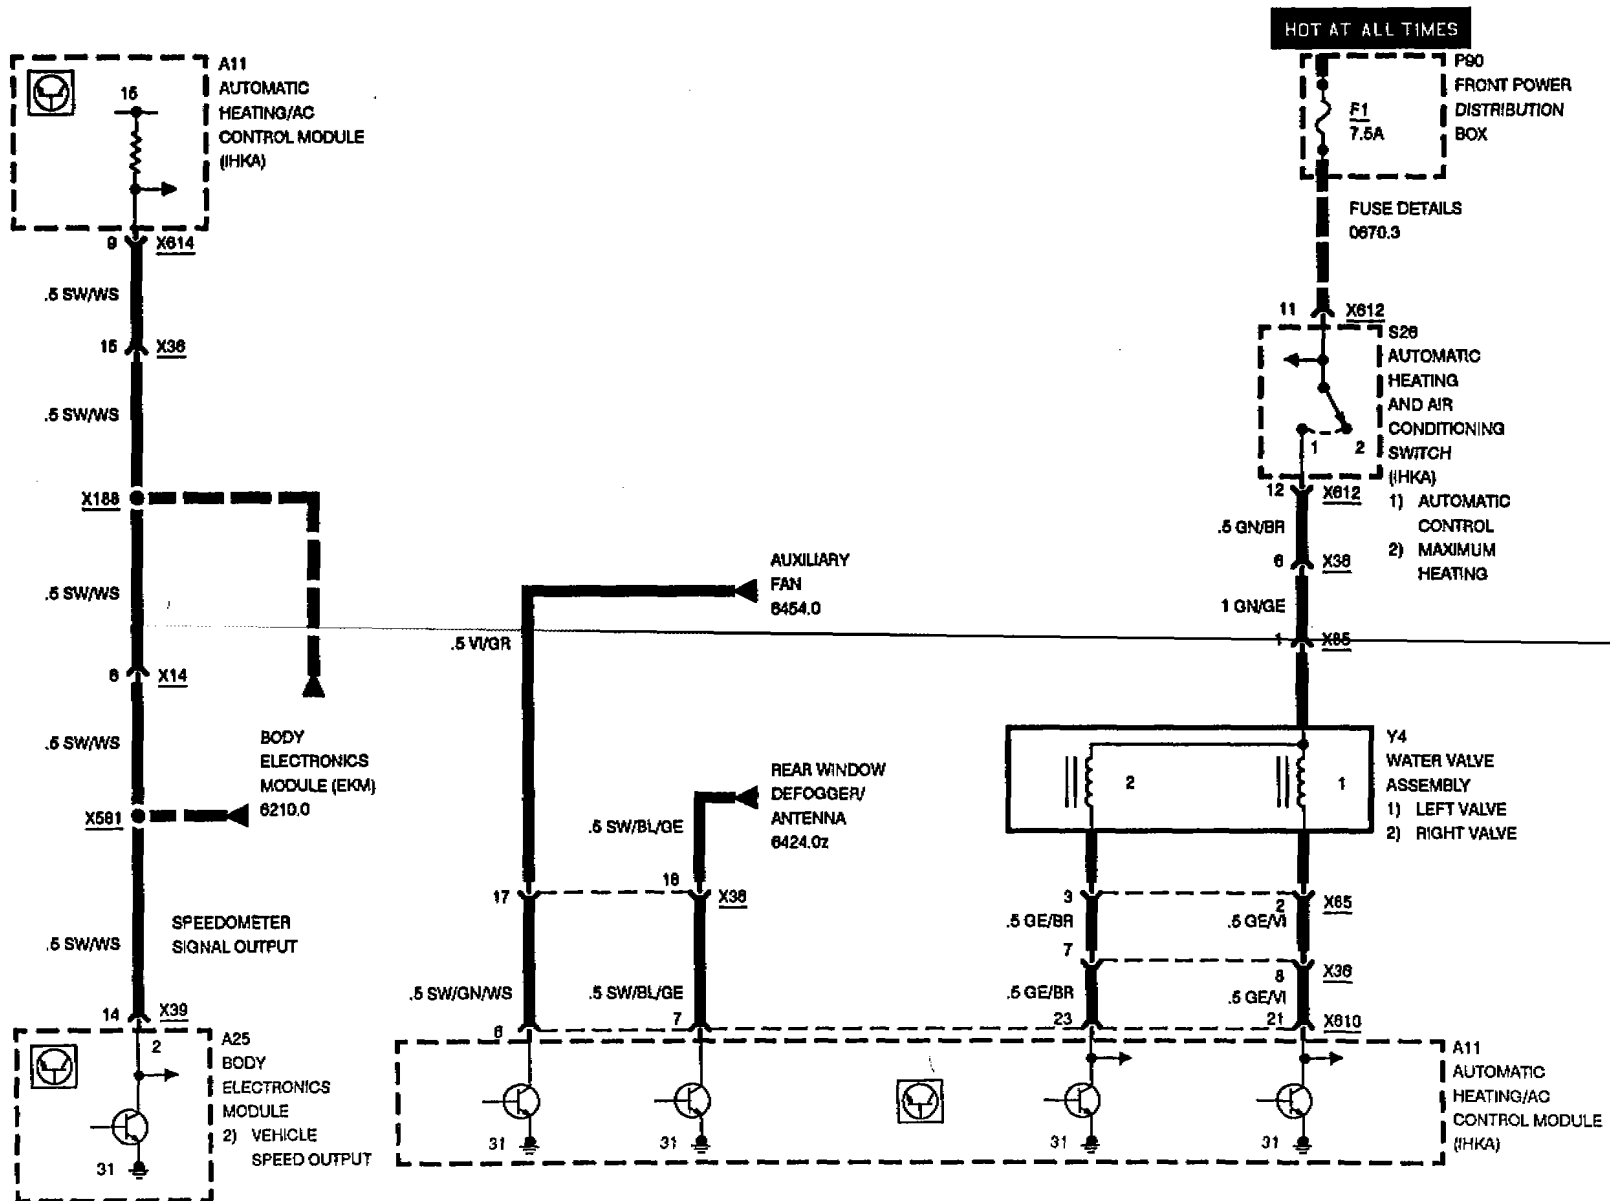 HOT AT ALL TIMES
A11
AUTOMATIC
HEATING/AC
CONTROL MODULE
(IHKA)
15
9 X614
.5 SW/WS
15 X36
.5 SW/WS
X188
.5 SW/WS
6 X14
.5 SW/WS
BODY
ELECTRONICS
MODULE (EKM)
6210.0
X561
SPEEDOMETER
SIGNAL OUTPUT
.5 SW/WS
14 X39
2
31
A25
BODY
ELECTRONICS
MODULE
2) VEHICLE
SPEED OUTPUT
P90
FRONT POWER
DISTRIBUTION
BOX
F1
7.5A
FUSE DETAILS
0670.3
11 X612
S26
AUTOMATIC
HEATING
AND AIR
CONDITIONING
SWITCH
(IHKA)
1) AUTOMATIC
CONTROL
2) MAXIMUM
HEATING
1 2
12 X612
.5 GN/BR
6 X36
1 GN/GE
1 X65
AUXILIARY
FAN
6454.0
.5 VI/GR
REAR WINDOW
DEFOGGER/
ANTENNA
6424.0z
.5 SW/BL/GE
Y4
WATER VALVE
ASSEMBLY
1) LEFT VALVE
2) RIGHT VALVE
2 1
17 18 X36
3 2 X65
.5 GE/BR .5 GE/VI
7 8 X36
.5 SW/GN/WS .5 SW/BL/GE .5 GE/BR .5 GE/VI
6 7 23 21 X610
31 31 31 31
A11
AUTOMATIC
HEATING/AC
CONTROL MODULE
(IHKA)